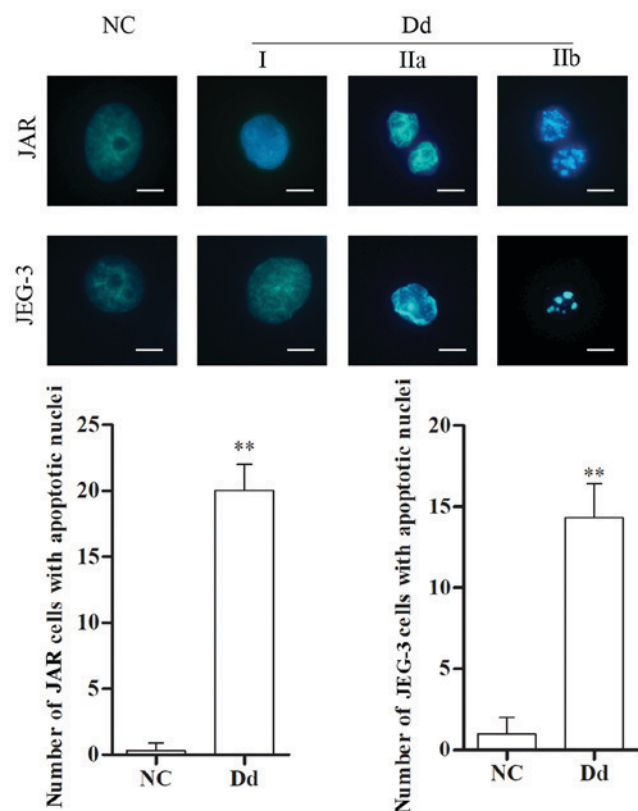 NC Dd
I IIa IIb
JAR
JEG-3
Number of JAR cells with apoptotic nuclei
25
20
15
10
5
0
**
NC Dd
Number of JEG-3 cells with apoptotic nuclei
20
15
10
5
0
**
NC Dd